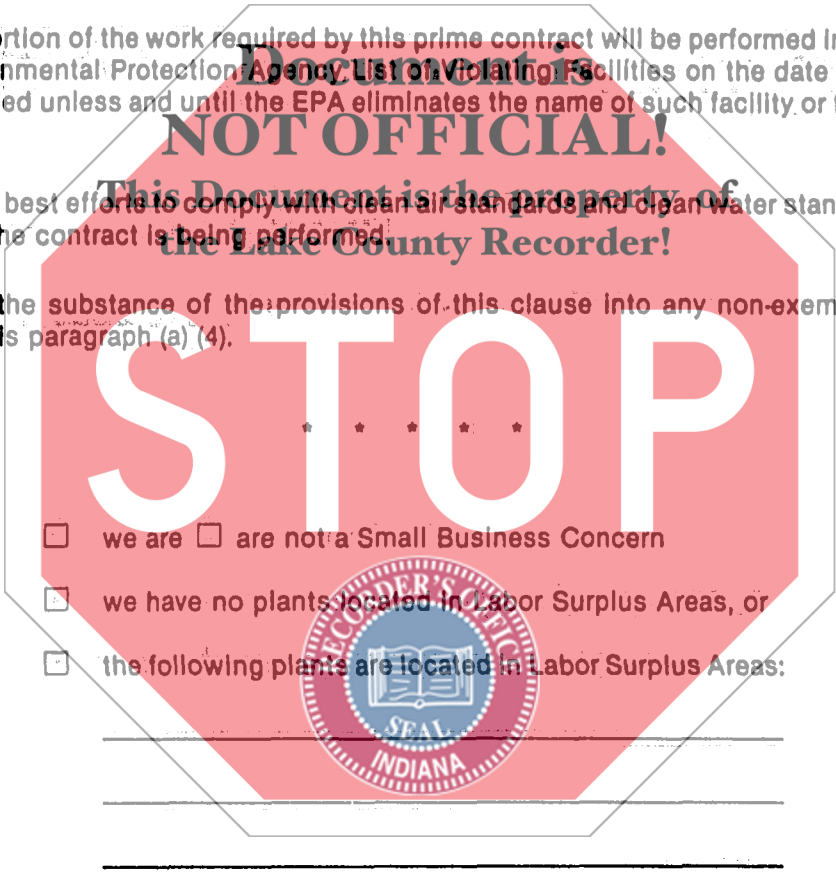 rtion of the work required by this prime contract will be performed
nmental Protection Agency List of Violating Facilities on the date
ed unless and until the EPA eliminates the name of such facility or
Document is
NOT OFFICIAL!
This Document is the property of
the Lake County Recorder!
best efforts to comply with clean air standards and clean water stan
he contract is being performed.
the substance of the provisions of this clause into any non-exem
s paragraph (a) (4).
STOP
* * * * *
☐ we are ☐ are not a Small Business Concern
☐ we have no plants located in Labor Surplus Areas, or
☐ the following plants are located in Labor Surplus Areas:
RECORDER'S OFFICE
SEAL
INDIANA